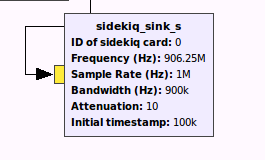 sidekiq_sink_s
ID of sidekiq card: 0
Frequency (Hz): 906.25M
Sample Rate (Hz): 1M
Bandwidth (Hz): 900k
Attenuation: 10
Initial timestamp: 100k